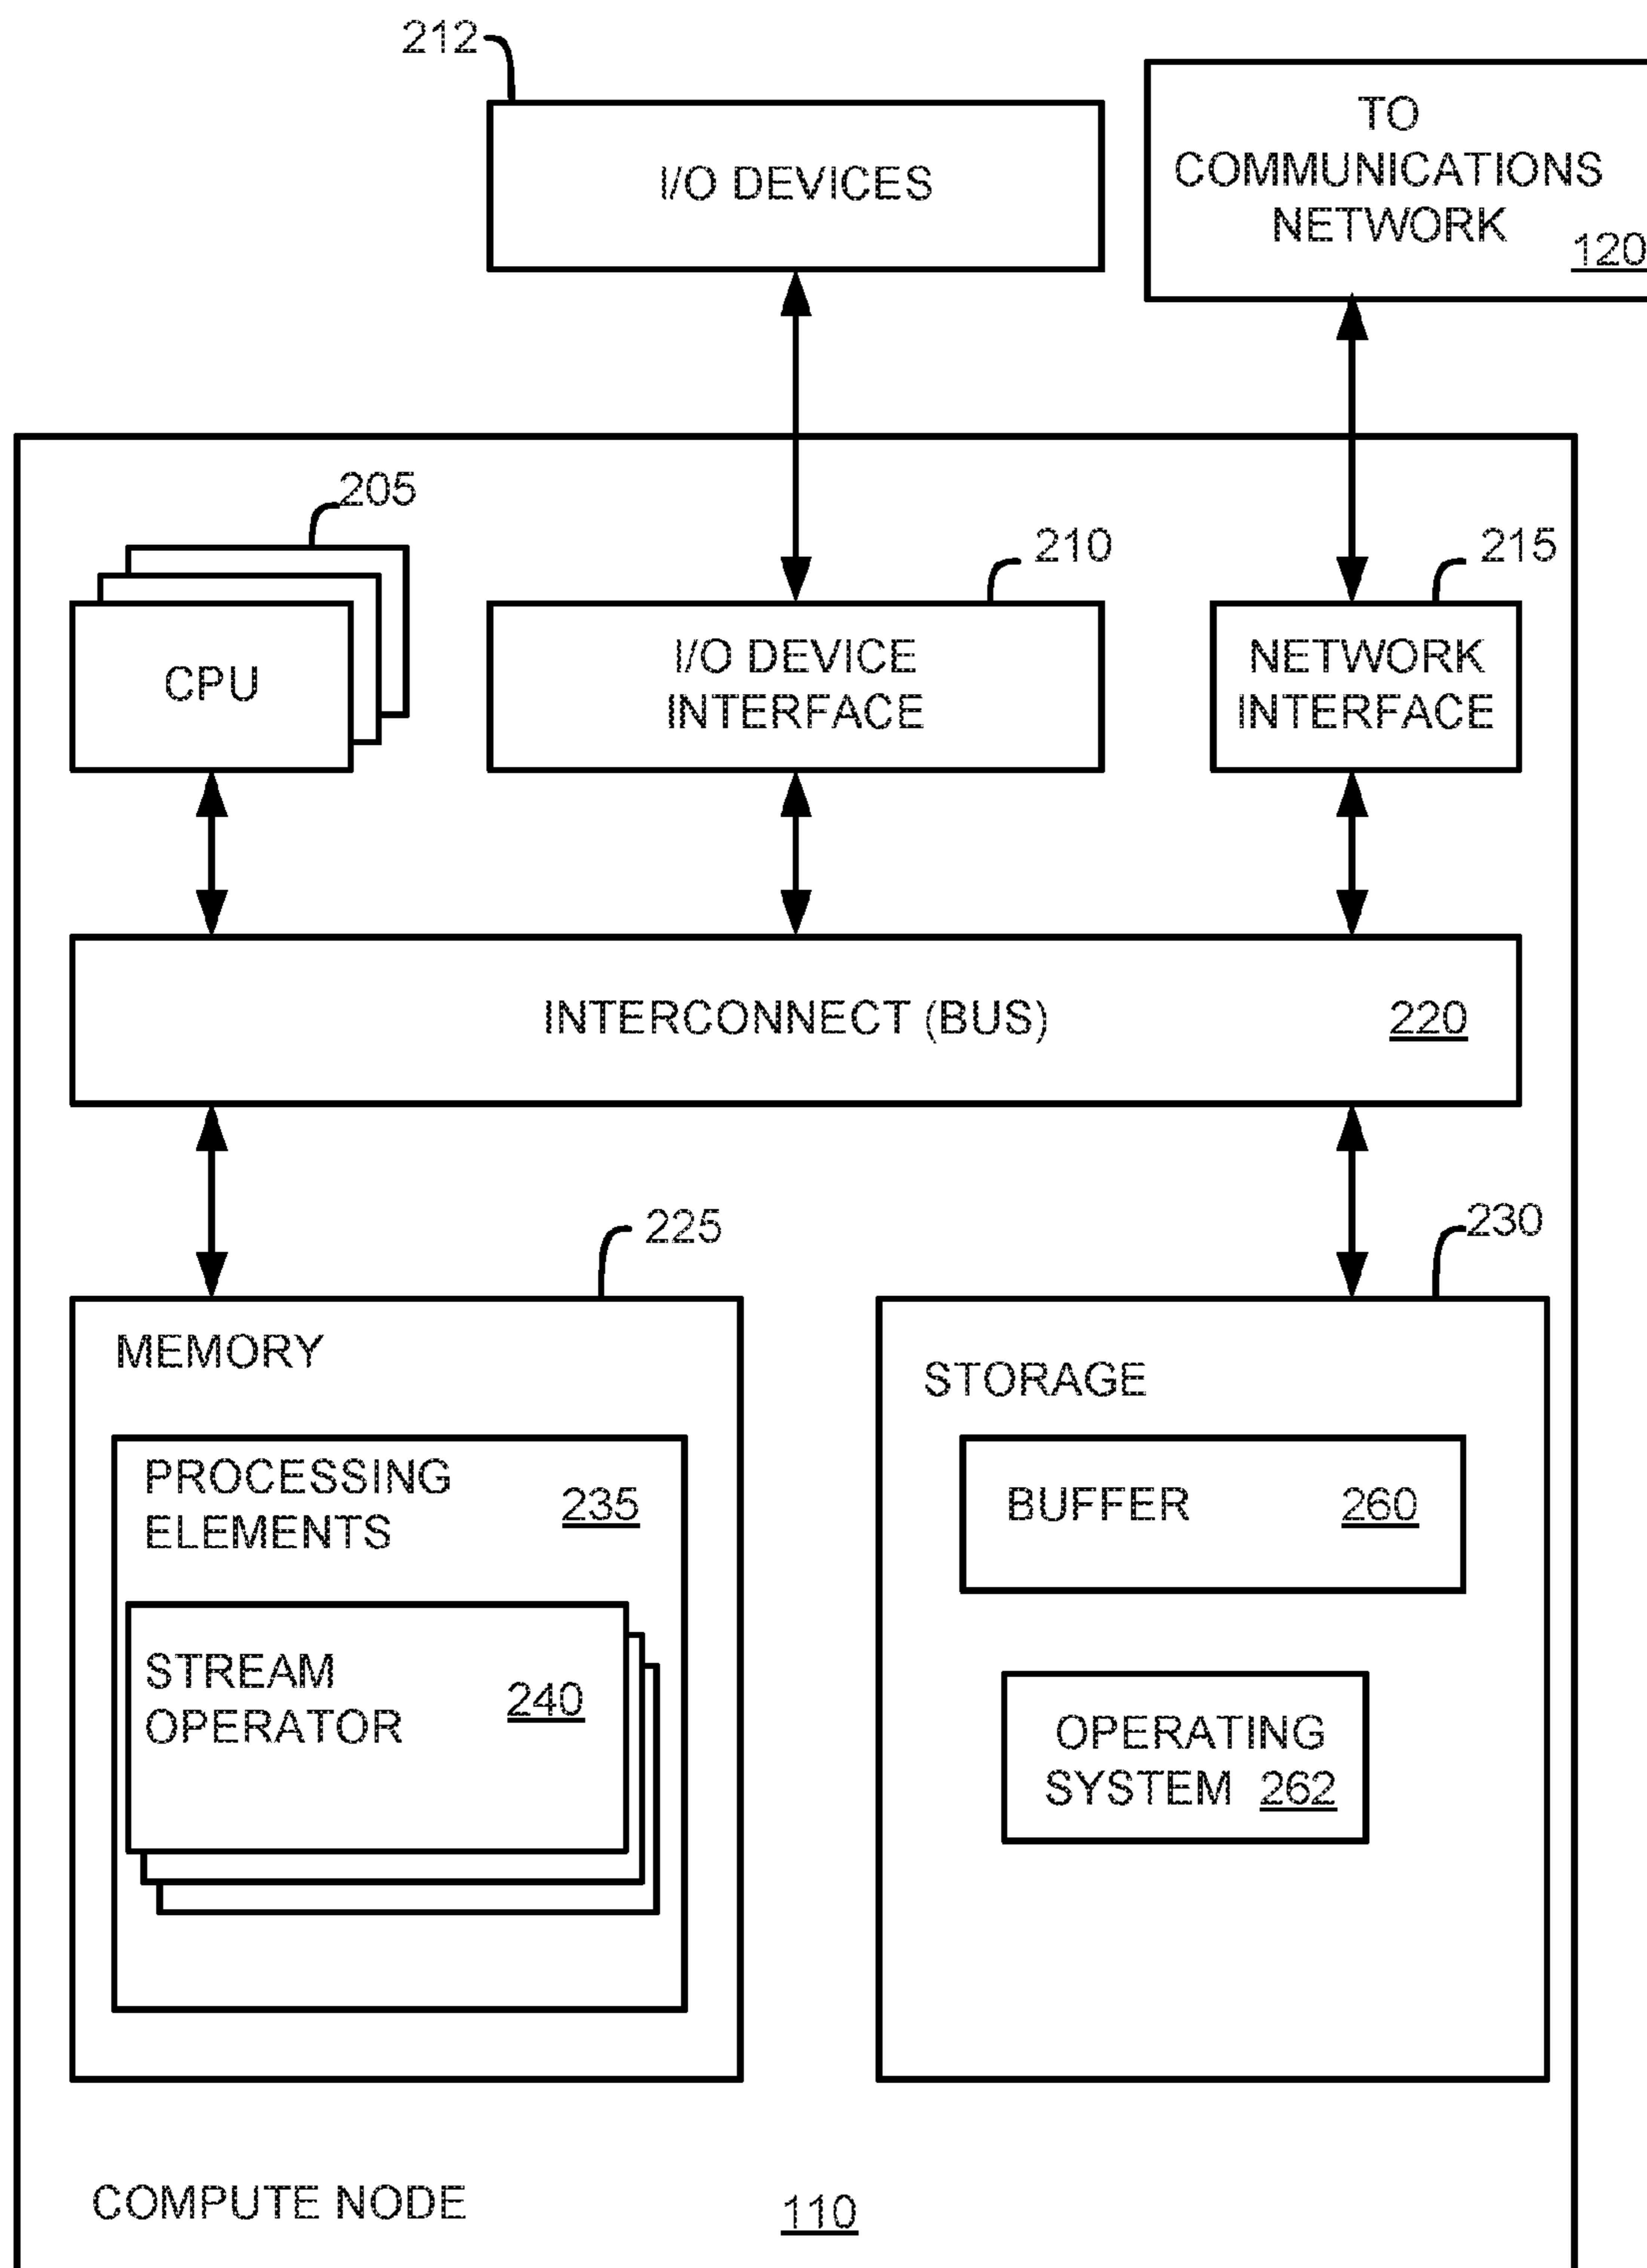 212
I/O DEVICES
TO
COMMUNICATIONS
NETWORK
120
205
210
215
CPU
I/O DEVICE
INTERFACE
NETWORK
INTERFACE
INTERCONNECT (BUS)
220
225
230
MEMORY
STORAGE
PROCESSING
ELEMENTS
235
BUFFER
260
STREAM
OPERATOR
240
OPERATING
SYSTEM 262
COMPUTE NODE
110